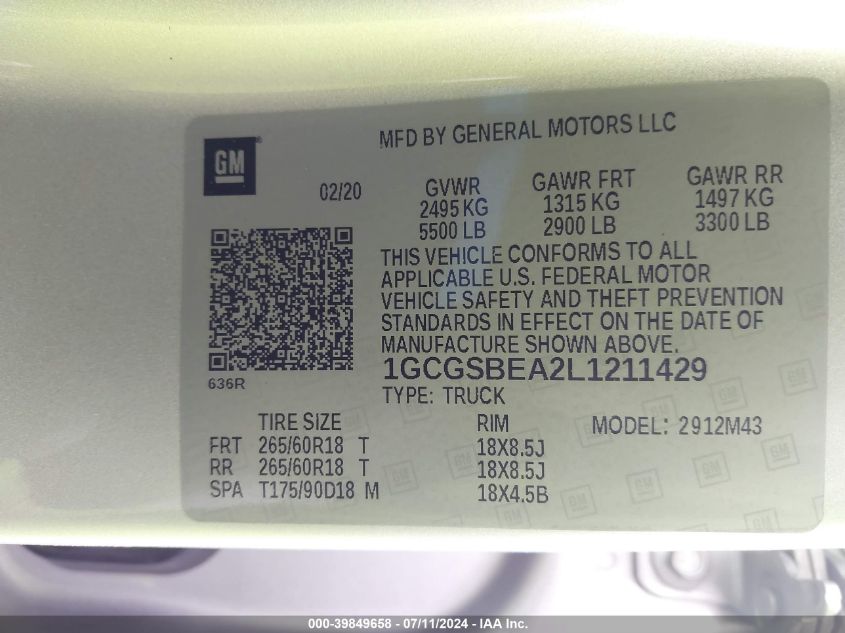 MFD BY GENERAL MOTORS LLC
GM
02/20
GVWR GAWR FRT GAWR RR
2495 KG 1315 KG 1497 KG
5500 LB 2900 LB 3300 LB
THIS VEHICLE CONFORMS TO ALL
APPLICABLE U.S. FEDERAL MOTOR
VEHICLE SAFETY AND THEFT PREVENTION
STANDARDS IN EFFECT ON THE DATE OF
MANUFACTURE SHOWN ABOVE.
1GCGSBEA2L1211429
636R
TYPE: TRUCK
TIRE SIZE RIM MODEL: 2912M43
FRT 265/60R18 T 18X8.5J
RR 265/60R18 T 18X8.5J
SPA T175/90D18 M 18X4.5B
000-39849658 - 07/11/2024 - IAA Inc.